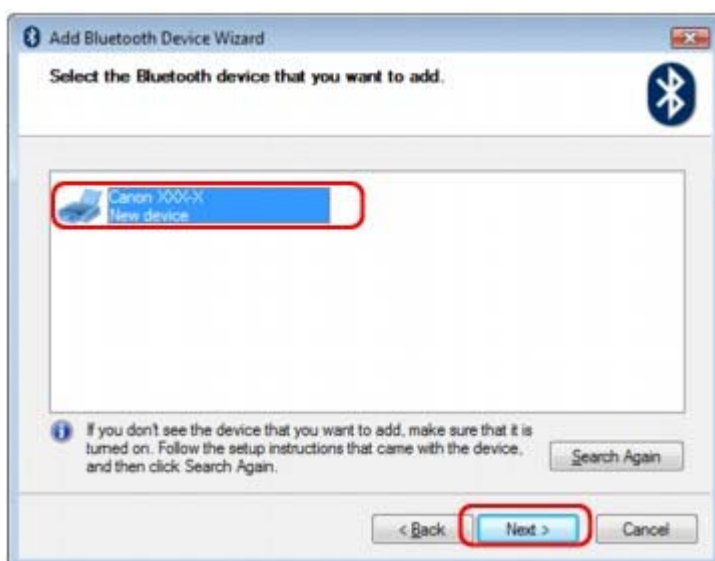 Add Bluetooth Device Wizard
Select the Bluetooth device that you want to add.
Canon XXX-X
New device
If you don't see the device that you want to add, make sure that it is
turned on. Follow the setup instructions that came with the device,
and then click Search Again.
Search Again
< Back
Next >
Cancel